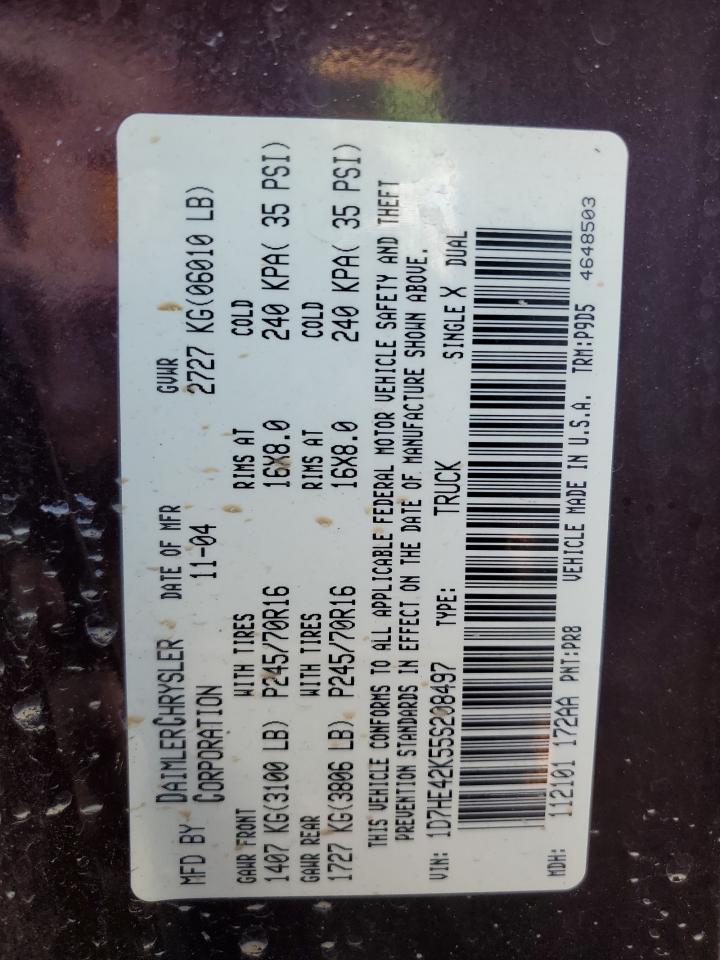 MFD BY DAIMLERCHRYSLER CORPORATION
DATE OF MFR 11-04
GVWR 2727 KG(06010 LB)
GAWR FRONT WITH TIRES RIMS AT COLD
1407 KG(3100 LB) P245/70R16 16X8.0 240 KPA( 35 PSI)
GAWR REAR WITH TIRES RIMS AT COLD
1727 KG(3806 LB) P245/70R16 16X8.0 240 KPA( 35 PSI)
THIS VEHICLE CONFORMS TO ALL APPLICABLE FEDERAL MOTOR VEHICLE SAFETY AND THEFT
PREVENTION STANDARDS IN EFFECT ON THE DATE OF MANUFACTURE SHOWN ABOVE.
VIN: 1D7HE42K55S208497 TYPE: TRUCK SINGLE X DUAL
MDH: 112101 172AA PNT:PR8 VEHICLE MADE IN U.S.A. TRM:P9D5 4648503